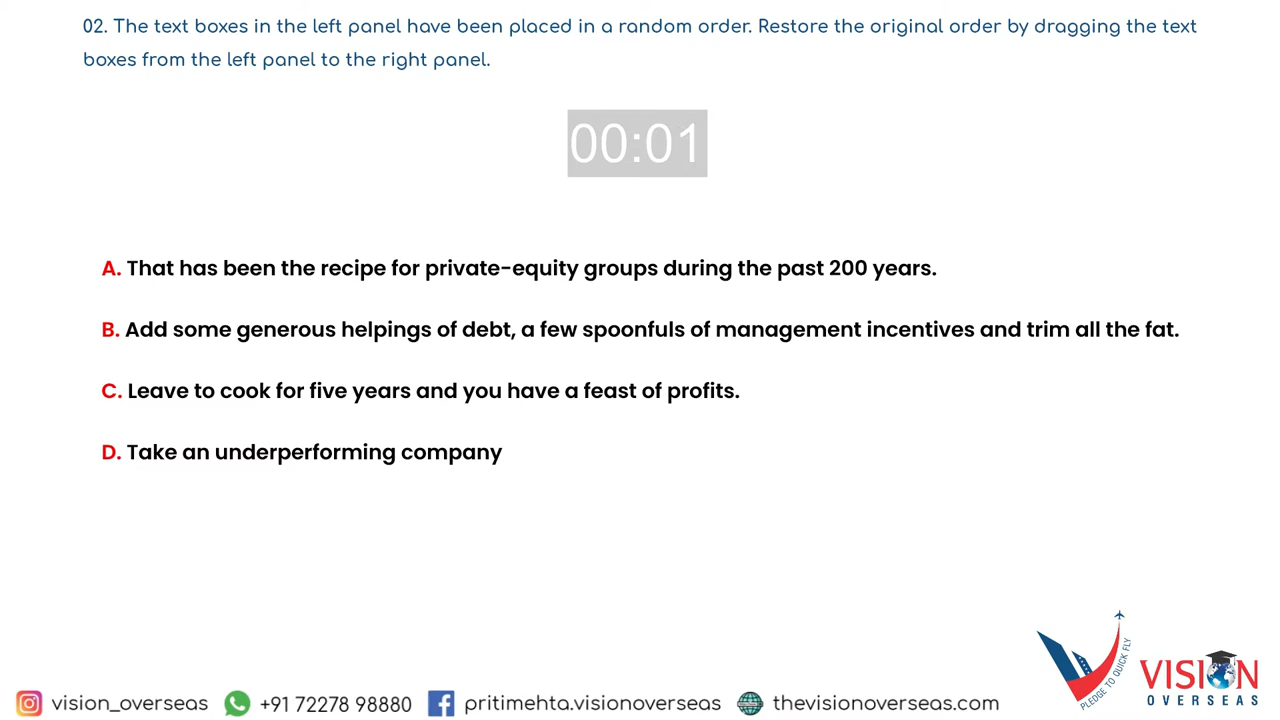 02. The text boxes in the left panel have been placed in a random order. Restore the original order by dragging the text
boxes from the left panel to the right panel.
00:01
A. That has been the recipe for private-equity groups during the past 200 years.
B. Add some generous helpings of debt, a few spoonfuls of management incentives and trim all the fat.
C. Leave to cook for five years and you have a feast of profits.
D. Take an underperforming company
PLEDGE TO QUICK FLY
VISION
OVERSEAS
vision_overseas +91 72278 98880 pritimehta.visionoverseas thevisionoverseas.com